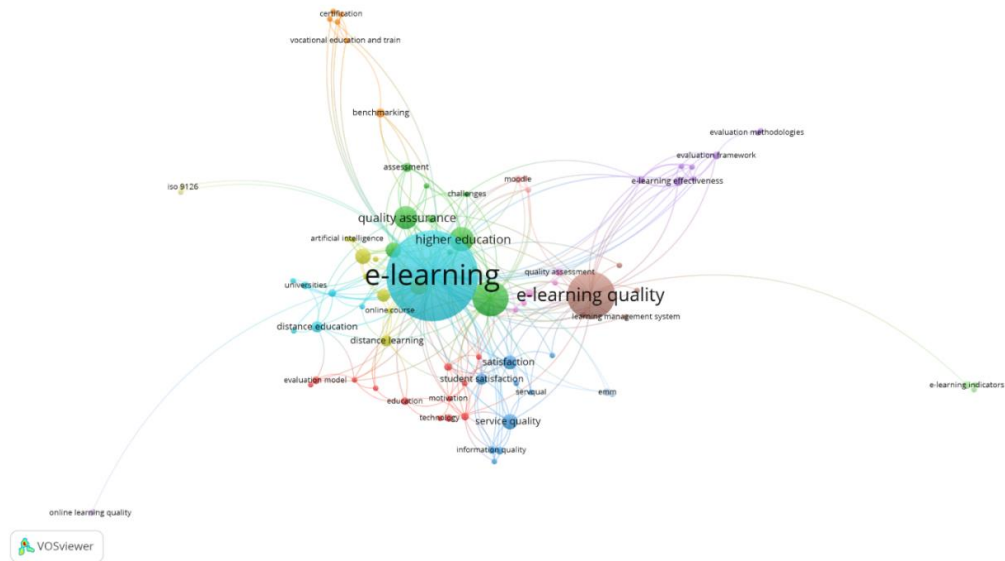 certification
vocational education and train
benchmarking
evaluation methodologies
evaluation framework
assessment
moodle
e-learning effectiveness
iso 9126
challenges
quality assurance
artificial intelligence
higher education
e-learning
quality assessment
universities
e-learning quality
online course
learning management system
distance education
distance learning
satisfaction
evaluation model
student satisfaction
e-learning indicators
servqual
emm
education
motivation
technology
service quality
information quality
online learning quality
VOSviewer